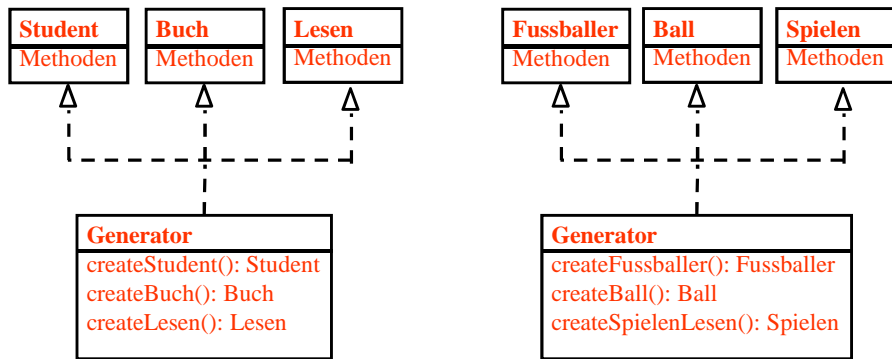 Student
Methoden
Buch
Methoden
Lesen
Methoden
Fussballer
Methoden
Ball
Methoden
Spielen
Methoden
Generator
createStudent(): Student
createBuch(): Buch
createLesen(): Lesen
Generator
createFussballer(): Fussballer
createBall(): Ball
createSpielenLesen(): Spielen